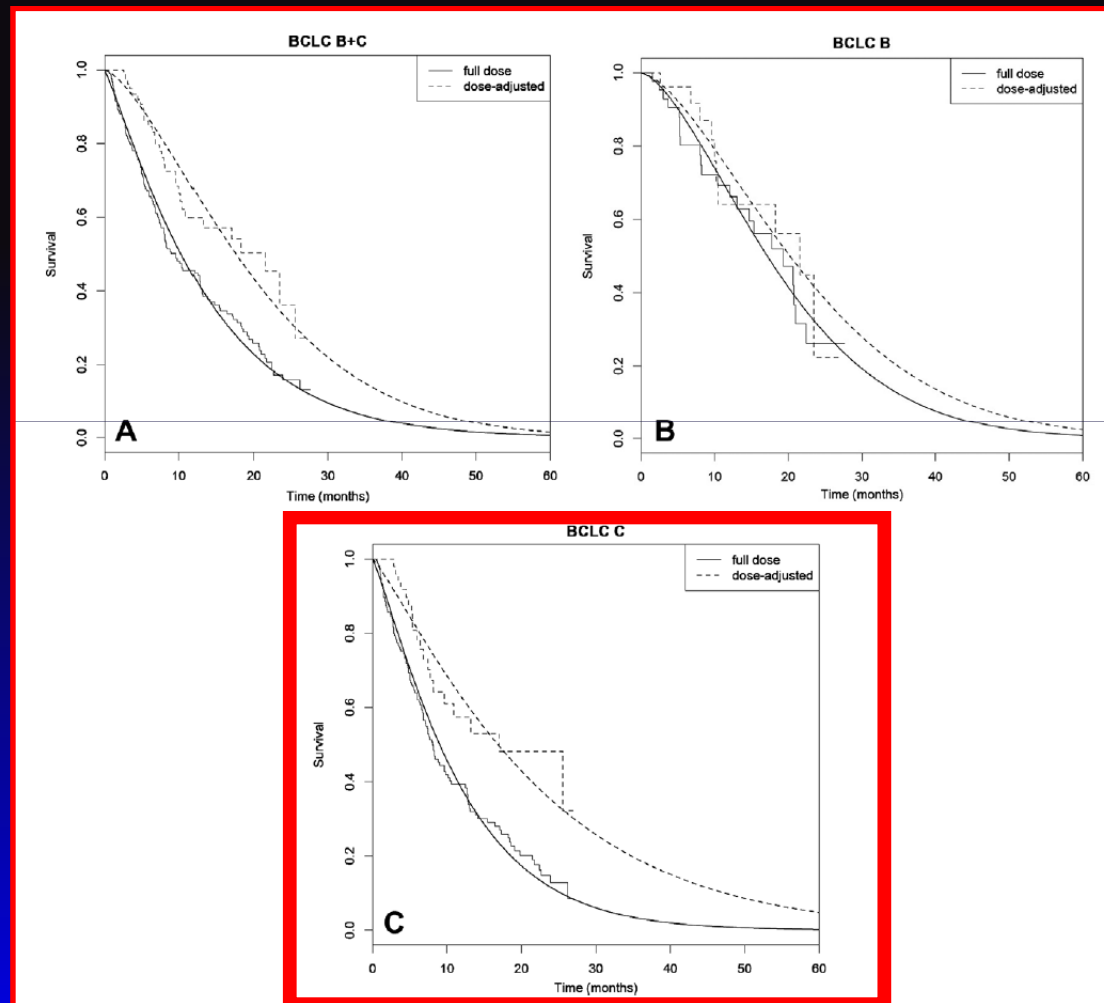 BCLC B+C
full dose
dose-adjusted
1.0
0.8
0.6
0.4
0.2
0.0
Survival
A
0 10 20 30 40 50 60
Time (months)
BCLC B
full dose
dose-adjusted
1.0
0.8
0.6
0.4
0.2
0.0
Survival
B
0 10 20 30 40 50 60
Time (months)
BCLC C
full dose
dose-adjusted
1.0
0.8
0.6
0.4
0.2
0.0
Survival
C
0 10 20 30 40 50 60
Time (months)